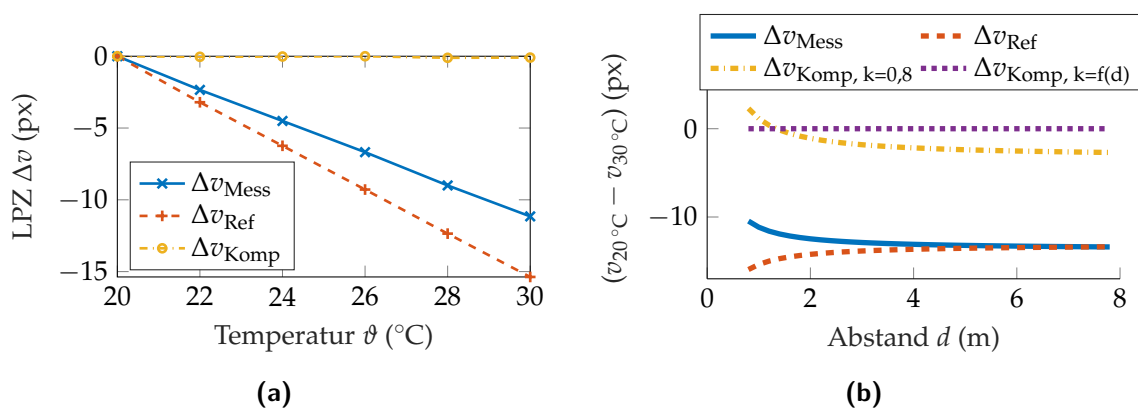 0
−5
−10
−15
20 22 24 26 28 30
LPZ Δv (px)
Temperatur ϑ (°C)
Δv_Mess
Δv_Ref
Δv_Komp
(a)
Δv_Mess Δv_Ref
Δv_Komp, k=0,8 Δv_Komp, k=f(d)
0
−10
0 2 4 6 8
(v_20 °C − v_30 °C) (px)
Abstand d (m)
(b)